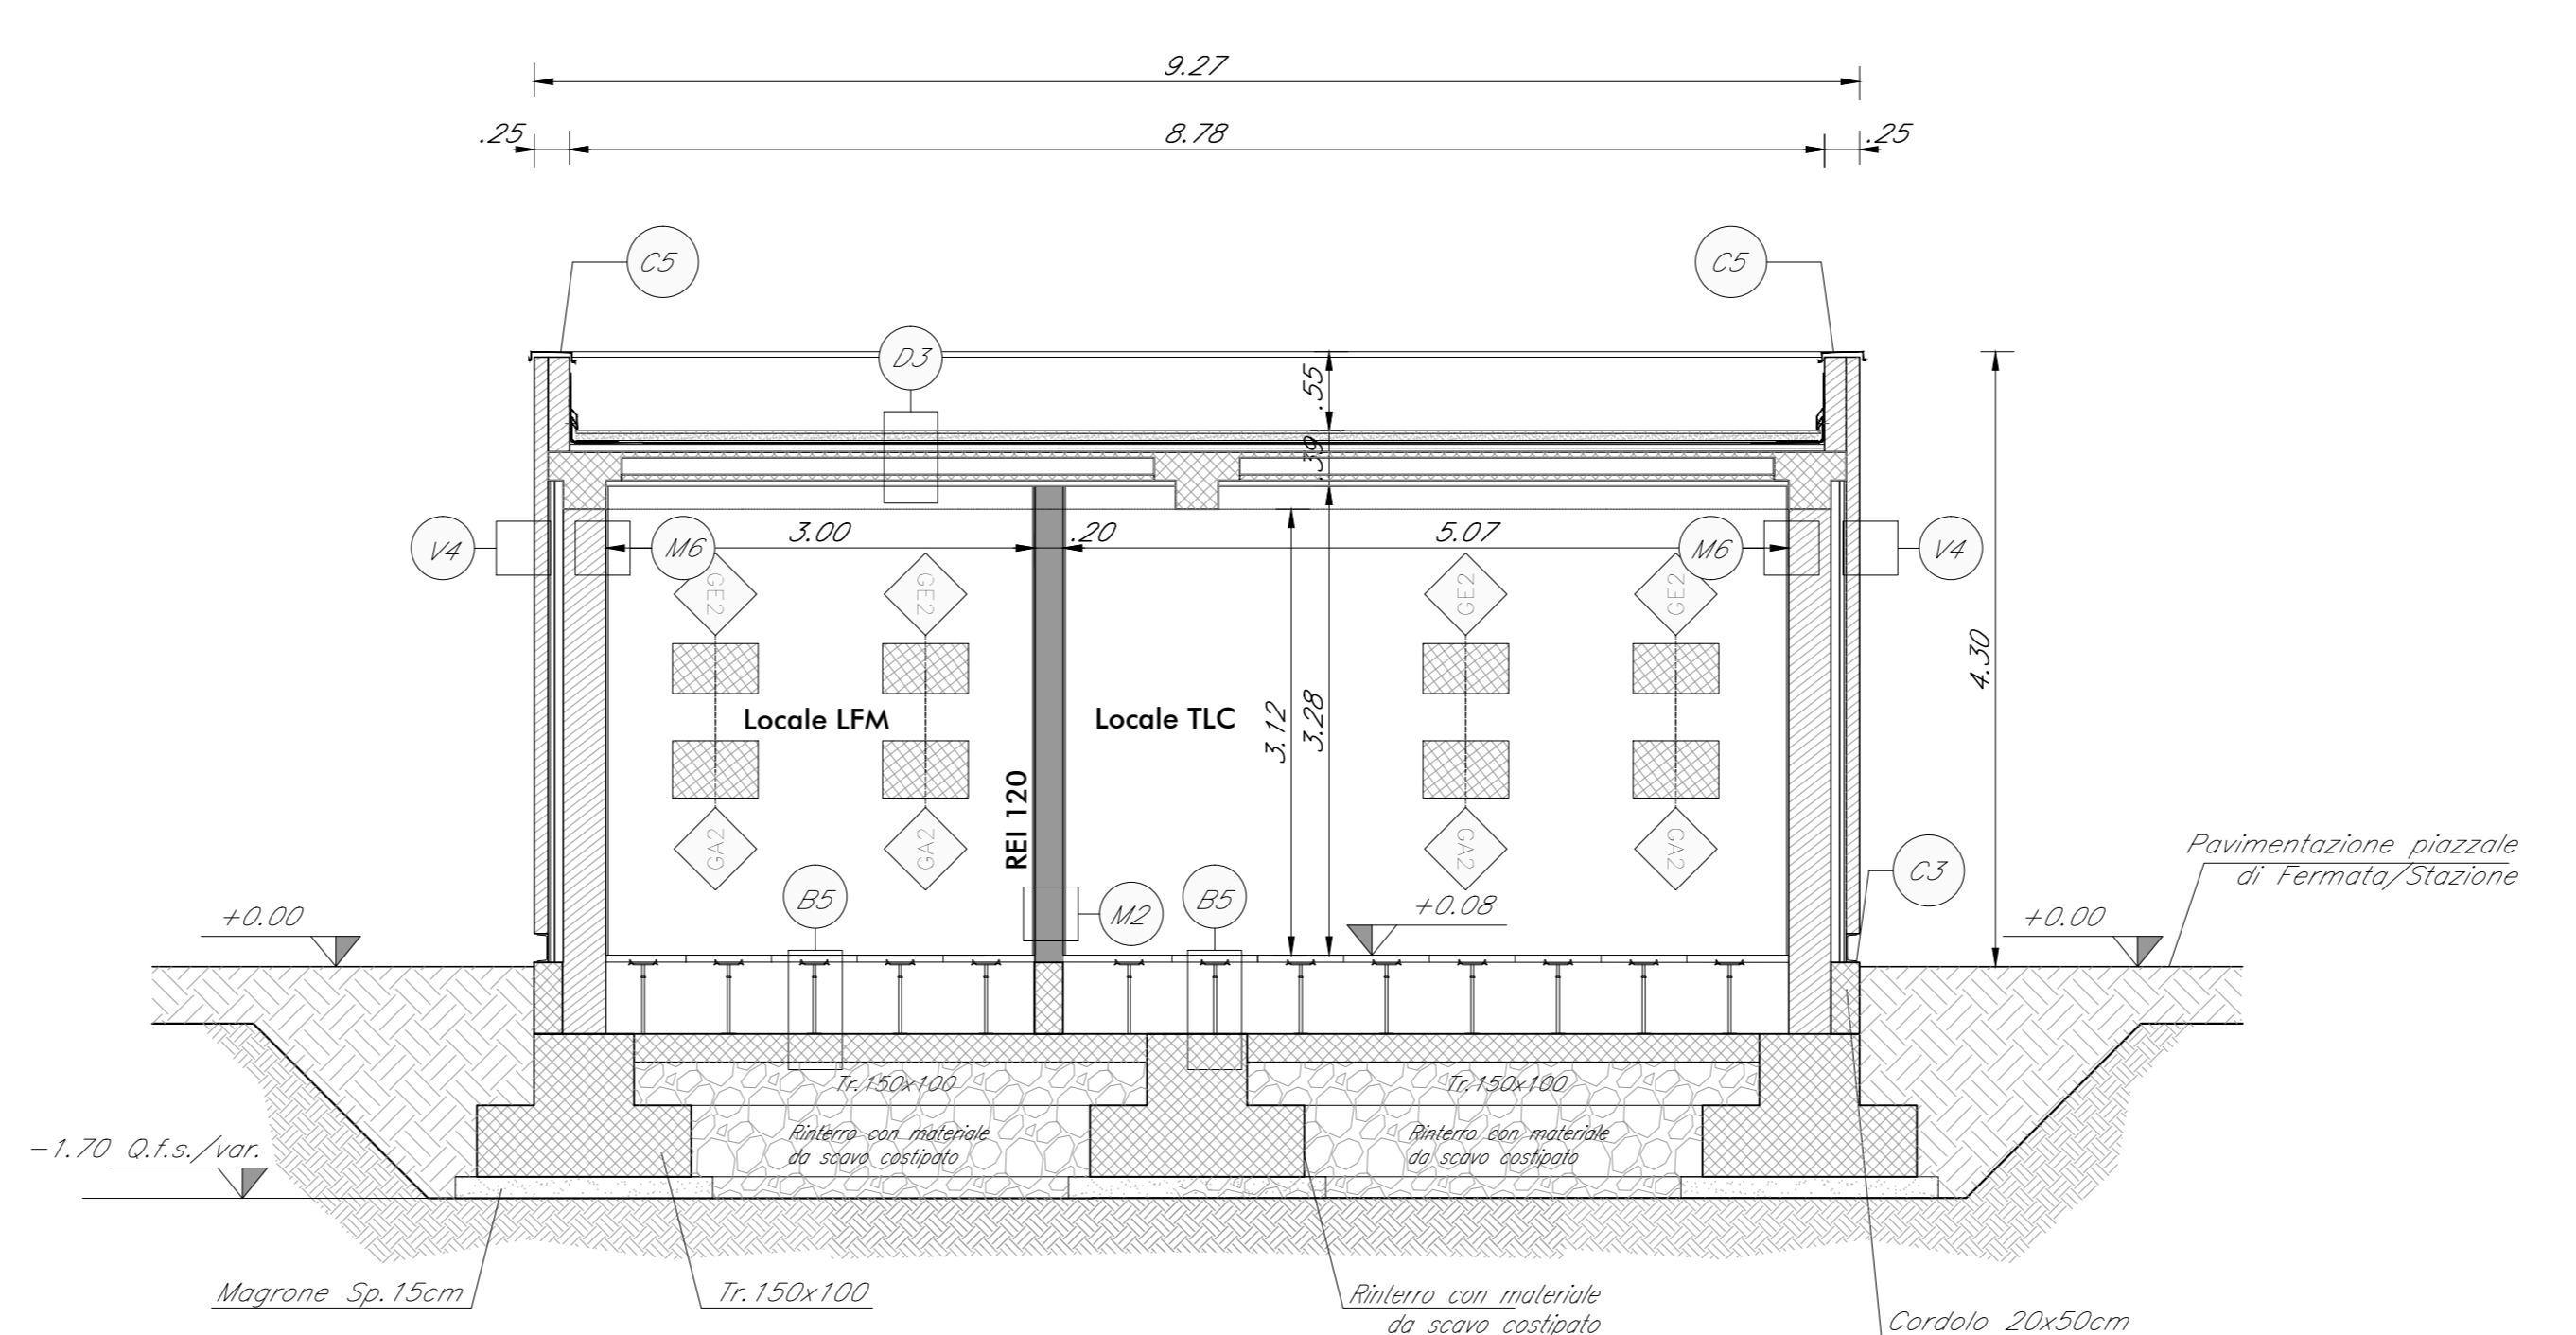 9.27
.25
8.78
.25
C5
C5
D3
.55
.39
V4
M6
3.00
.20
5.07
M6
V4
GE2
GE2
GE2
GE2
4.30
Locale LFM
Locale TLC
3.12
3.28
REI 120
GA2
GA2
GA2
GA2
Pavimentazione piazzale
di Fermata/Stazione
C3
B5
M2
B5
+0.08
+0.00
+0.00
Tr.150x100
Tr.150x100
Rinterro con materiale
da scavo costipato
Rinterro con materiale
da scavo costipato
-1.70 Q.f.s./var.
Magrone Sp.15cm
Tr.150x100
Rinterro con materiale
da scavo costipato
Cordolo 20x50cm